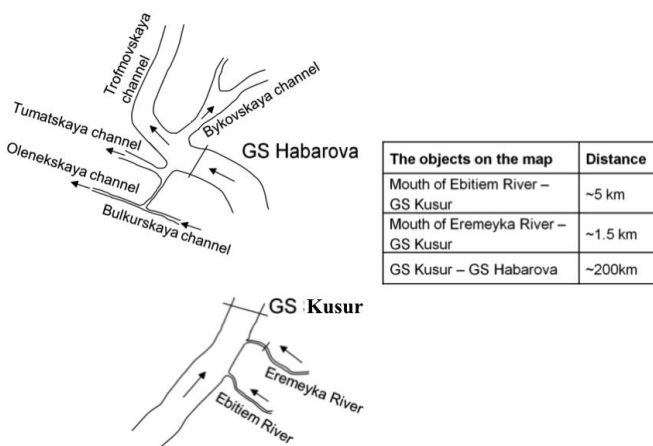 Trofmovskaya
channel
Bykovskaya channel
Tumatskaya channel
GS Habarova
Olenekskaya channel
Bulkurskaya channel
The objects on the map Distance
Mouth of Ebitiem River –
GS Kusur ~5 km
Mouth of Eremeyka River –
GS Kusur ~1.5 km
GS Kusur – GS Habarova ~200km
GS Kusur
Eremeyka River
Ebitiem River